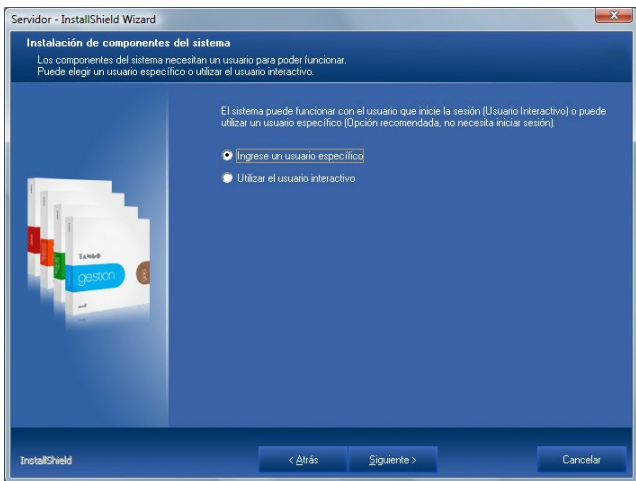 Servidor - InstallShield Wizard
Instalación de componentes del sistema
Los componentes del sistema necesitan un usuario para poder funcionar.
Puede elegir un usuario específico o utilizar el usuario interactivo.
El sistema puede funcionar con el usuario que inicie la sesión (Usuario Interactivo) o puede
utilizar un usuario específico (Opción recomendada, no necesita iniciar sesión).
Ingrese un usuario específico
Utilizar el usuario interactivo
TANGO
gestion
InstallShield
< Atrás
Siguiente >
Cancelar